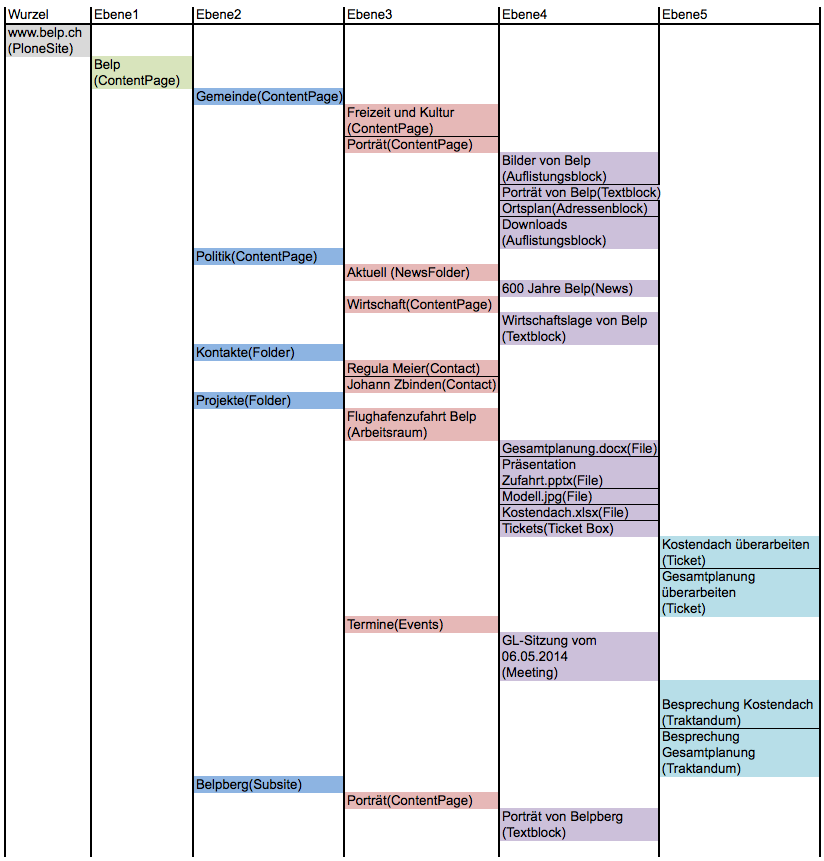 Wurzel Ebene1 Ebene2 Ebene3 Ebene4 Ebene5
www.belp.ch
(PloneSite)
Belp
(ContentPage)
Gemeinde(ContentPage)
Freizeit und Kultur
(ContentPage)
Porträt(ContentPage)
Bilder von Belp
(Auflistungsblock)
Porträt von Belp(Textblock)
Ortsplan(Adressenblock)
Downloads
(Auflistungsblock)
Politik(ContentPage)
Aktuell (NewsFolder)
600 Jahre Belp(News)
Wirtschaft(ContentPage)
Wirtschaftslage von Belp
(Textblock)
Kontakte(Folder)
Regula Meier(Contact)
Johann Zbinden(Contact)
Projekte(Folder)
Flughafenzufahrt Belp
(Arbeitsraum)
Gesamtplanung.docx(File)
Präsentation
Zufahrt.pptx(File)
Modell.jpg(File)
Kostendach.xlsx(File)
Tickets(Ticket Box)
Kostendach überarbeiten
(Ticket)
Gesamtplanung
überarbeiten
(Ticket)
Termine(Events)
GL-Sitzung vom
06.05.2014
(Meeting)
Besprechung Kostendach
(Traktandum)
Besprechung
Gesamtplanung
(Traktandum)
Belpberg(Subsite)
Porträt(ContentPage)
Porträt von Belpberg
(Textblock)